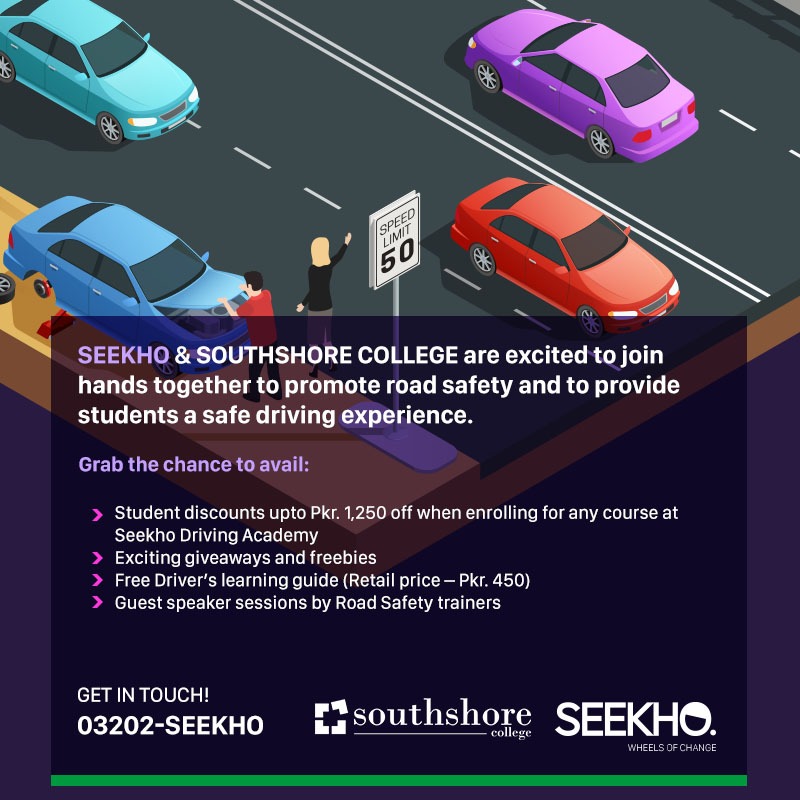 SPEED
LIMIT
50
SEEKHO & SOUTHSHORE COLLEGE are excited to join
hands together to promote road safety and to provide
students a safe driving experience.
Grab the chance to avail:
Student discounts upto Pkr. 1,250 off when enrolling for any course at
Seekho Driving Academy
Exciting giveaways and freebies
Free Driver's learning guide (Retail price – Pkr. 450)
Guest speaker sessions by Road Safety trainers
GET IN TOUCH!
03202-SEEKHO
southshore
college
SEEKHO.
WHEELS OF CHANGE